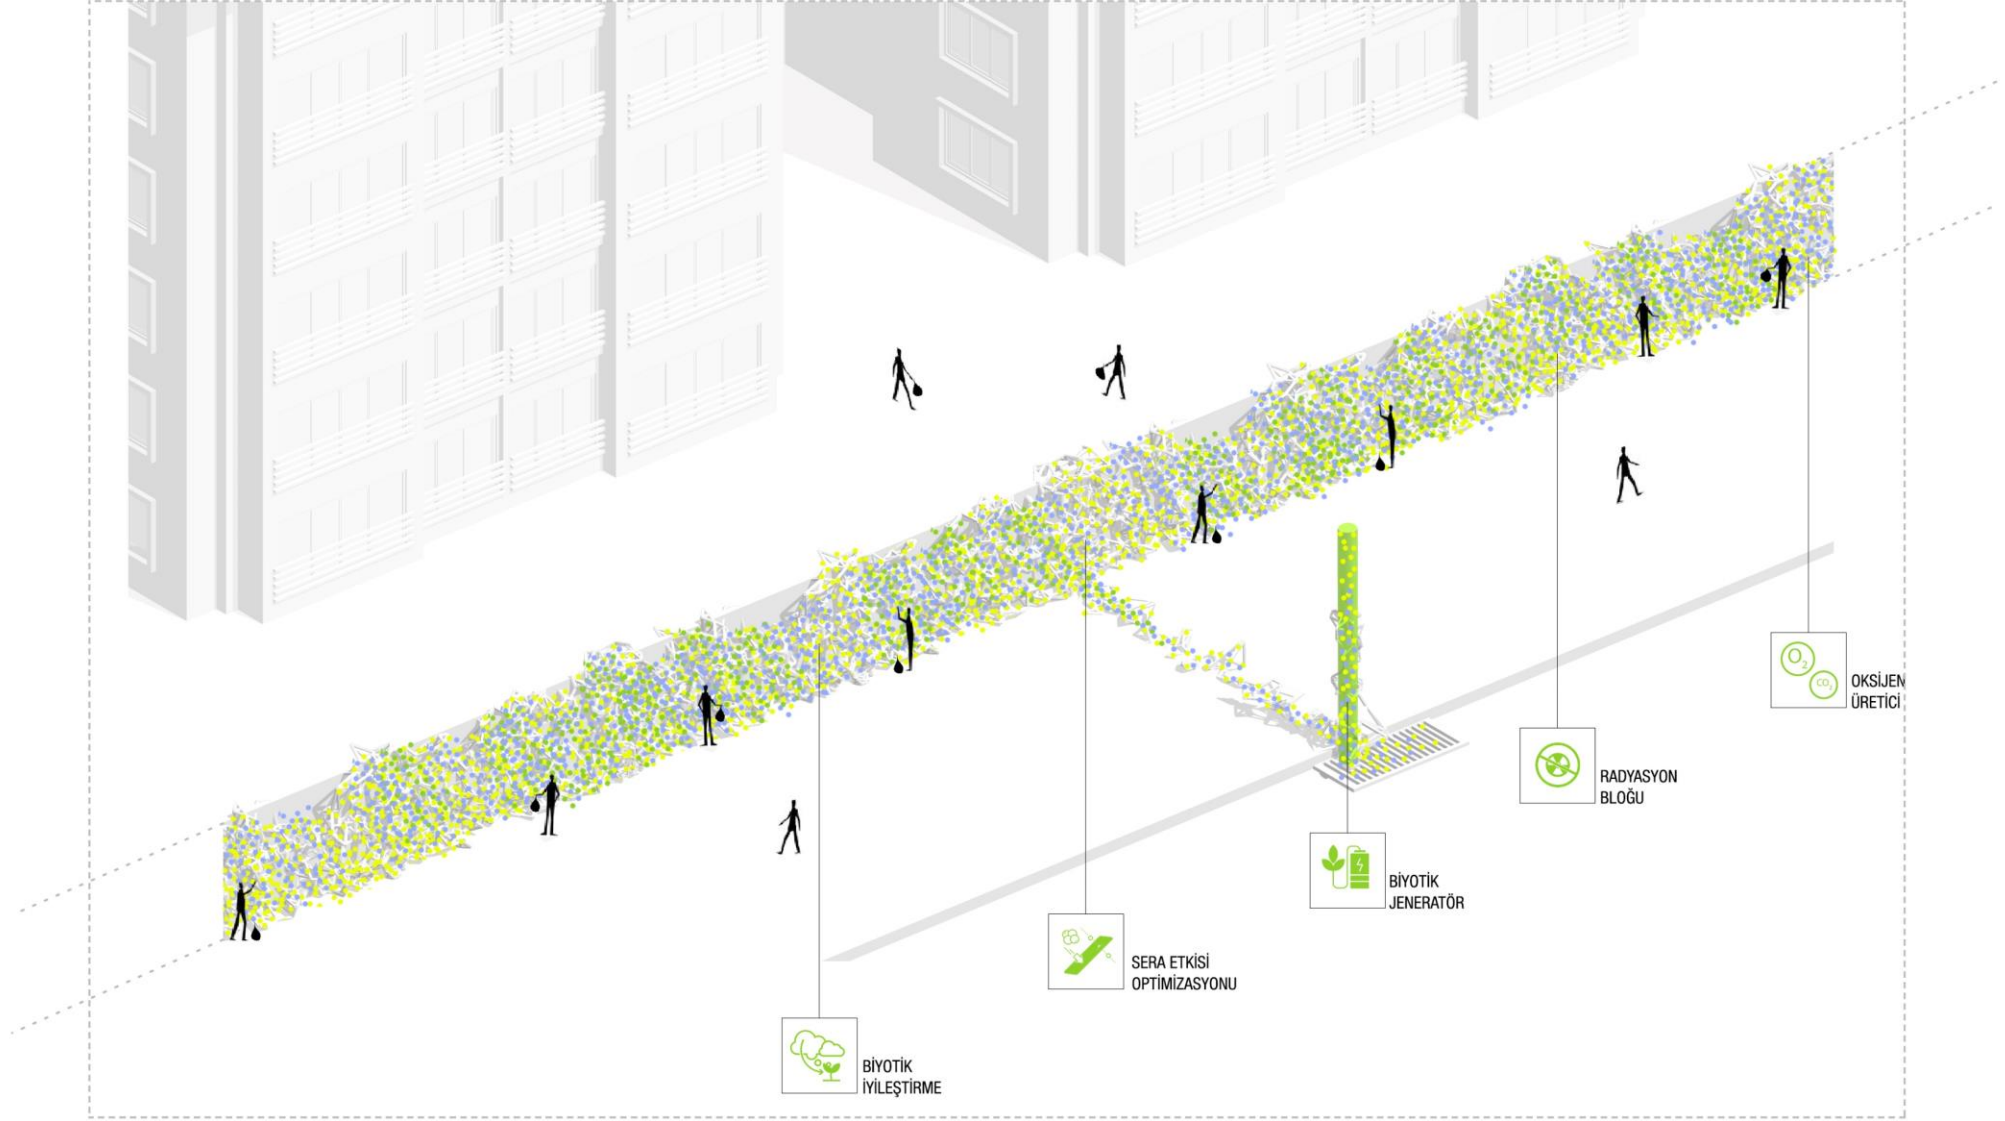 O₂
CO₂
OKSİJEN
ÜRETİCİ
RADYASYON
BLOĞU
BİYOTİK
JENERATÖR
SERA ETKİSİ
OPTİMİZASYONU
BİYOTİK
İYİLEŞTİRME